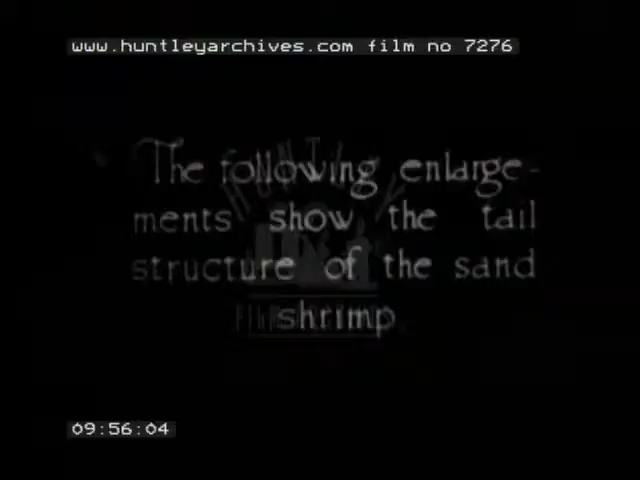 www.huntleyarchives.com film no 7276
The following enlarge-
ments show the tail
structure of the sand
shrimp
HUNTLEY
09:56:04